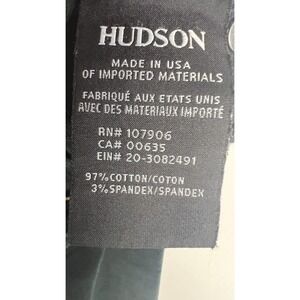 HUDSON
MADE IN USA
OF IMPORTED MATERIALS
FABRIQUÉ AUX ETATS UNIS
AVEC DES MATERIAUX IMPORTÉ
RN# 107906
CA# 00635
EIN# 20-3082491
97% COTTON/COTON
3% SPANDEX/SPANDEX